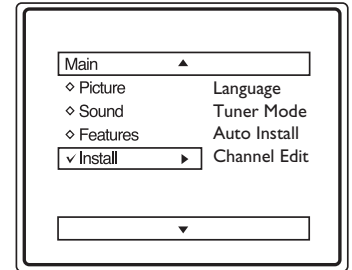 Main
Picture
Sound
Features
Install
Language
Tuner Mode
Auto Install
Channel Edit